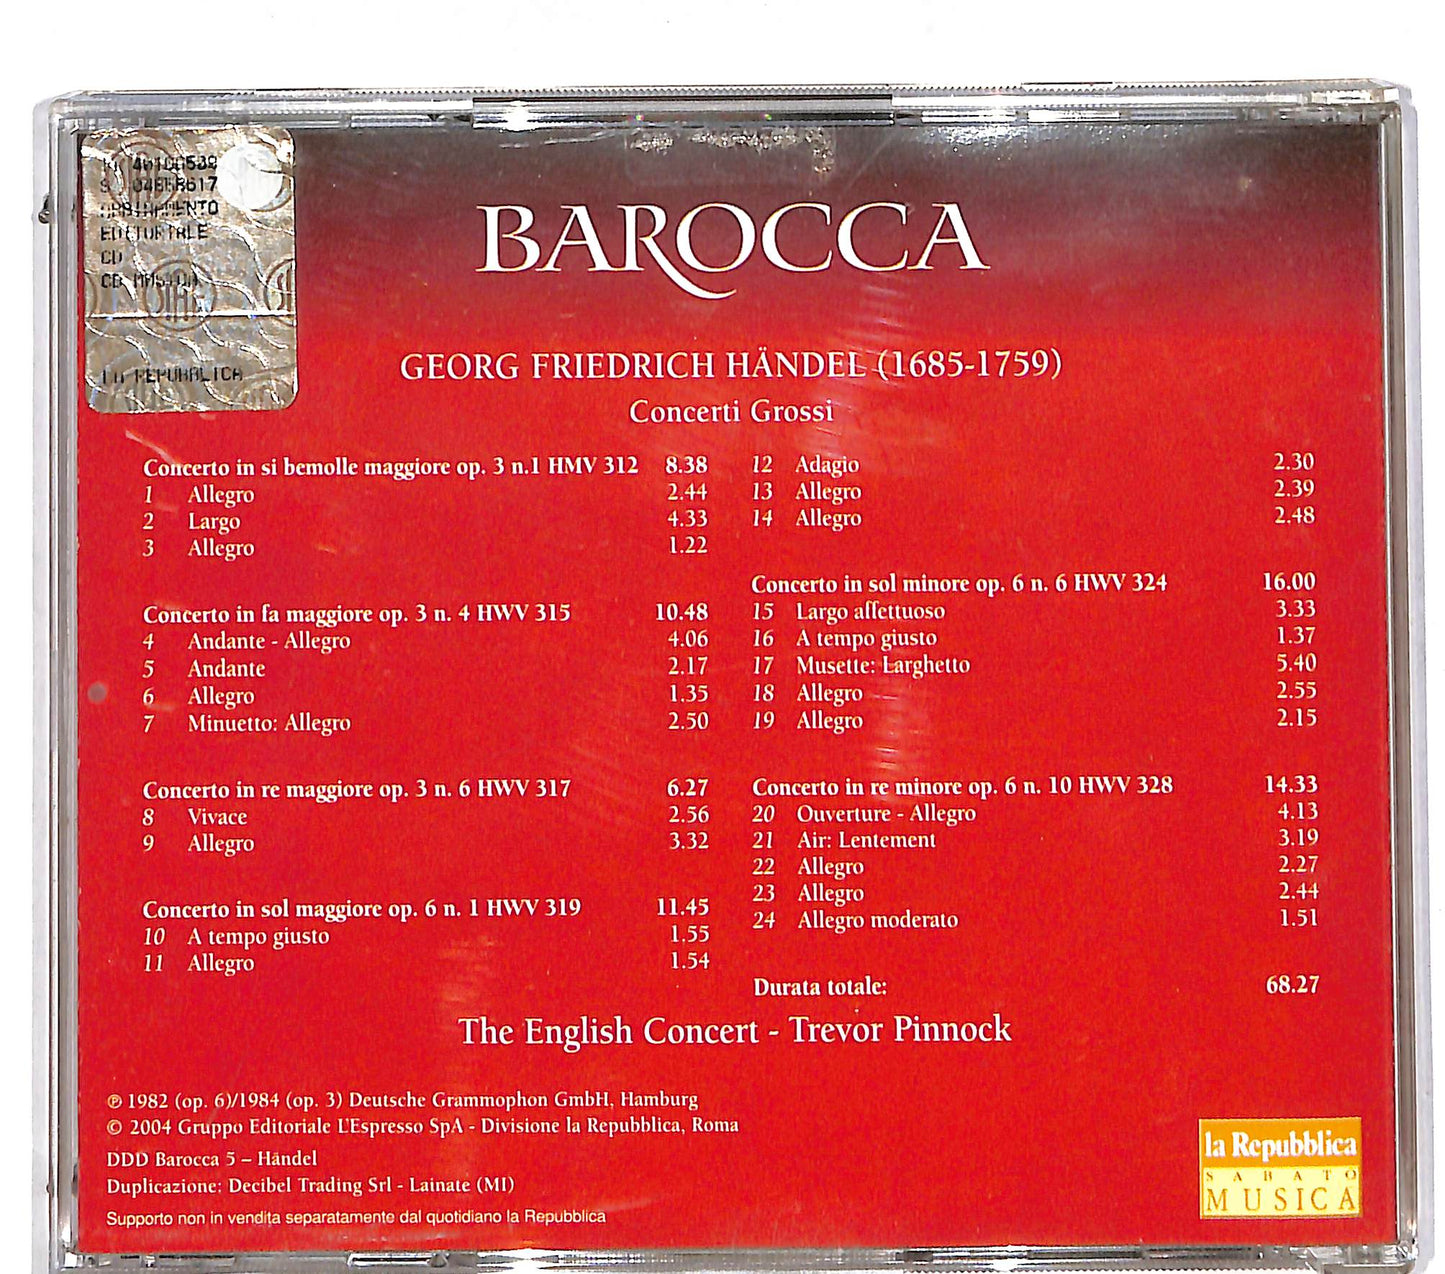 EDITORIALE
CD
LA REPUBBLICA
BAROCCA
GEORG FRIEDRICH HÄNDEL (1685-1759)
Concerti Grossi
Concerto in si bemolle maggiore op. 3 n.1 HMV 312 8.38
1 Allegro 2.44
2 Largo 4.33
3 Allegro 1.22
Concerto in fa maggiore op. 3 n. 4 HWV 315 10.48
4 Andante - Allegro 4.06
5 Andante 2.17
6 Allegro 1.35
7 Minuetto: Allegro 2.50
Concerto in re maggiore op. 3 n. 6 HWV 317 6.27
8 Vivace 2.56
9 Allegro 3.32
Concerto in sol maggiore op. 6 n. 1 HWV 319 11.45
10 A tempo giusto 1.55
11 Allegro 1.54
12 Adagio 2.30
13 Allegro 2.39
14 Allegro 2.48
Concerto in sol minore op. 6 n. 6 HWV 324 16.00
15 Largo affettuoso 3.33
16 A tempo giusto 1.37
17 Musette: Larghetto 5.40
18 Allegro 2.55
19 Allegro 2.15
Concerto in re minore op. 6 n. 10 HWV 328 14.33
20 Ouverture - Allegro 4.13
21 Air: Lentement 3.19
22 Allegro 2.27
23 Allegro 2.44
24 Allegro moderato 1.51
Durata totale: 68.27
The English Concert - Trevor Pinnock
℗ 1982 (op. 6)/1984 (op. 3) Deutsche Grammophon GmbH, Hamburg
© 2004 Gruppo Editoriale L'Espresso SpA - Divisione la Repubblica, Roma
DDD Barocca 5 – Händel
Duplicazione: Decibel Trading Srl - Lainate (MI)
Supporto non in vendita separatamente dal quotidiano la Repubblica
la Repubblica
SABATO
MUSICA